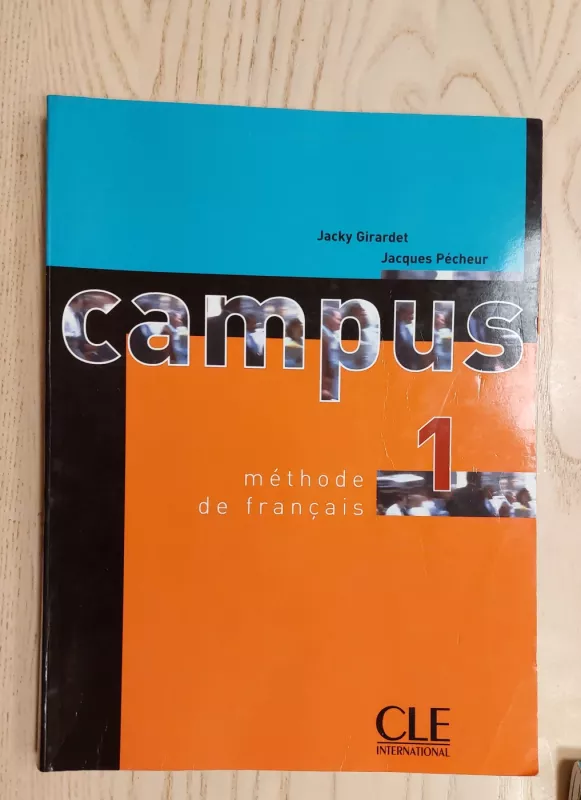 Jacky Girardet
Jacques Pécheur
campus
1
méthode
de français
CLE
INTERNATIONAL